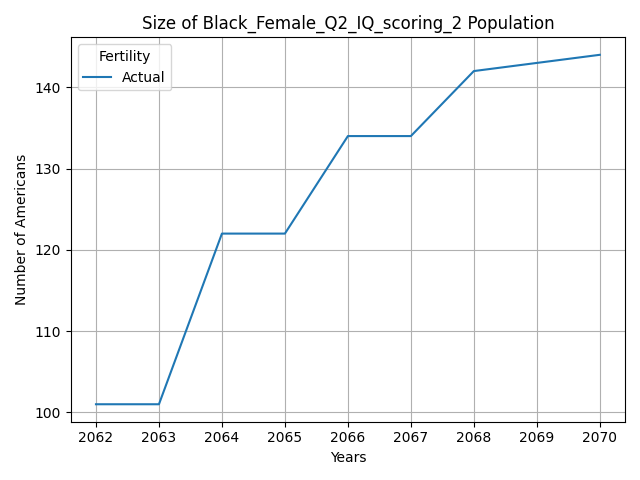 Size of Black_Female_Q2_IQ_scoring_2 Population
Fertility
Actual
Number of Americans
140
130
120
110
100
2062 2063 2064 2065 2066 2067 2068 2069 2070
Years